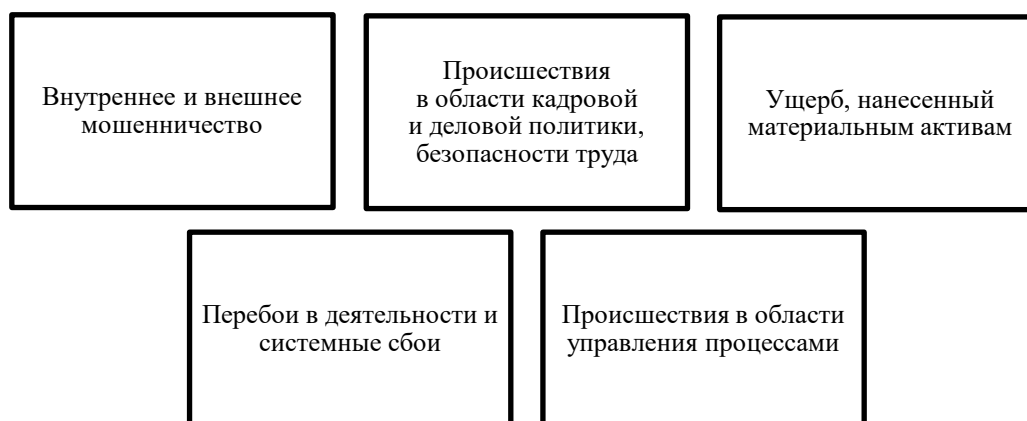 Внутреннее и внешнее
мошенничество
Происшествия
в области кадровой
и деловой политики,
безопасности труда
Ущерб, нанесенный
материальным активам
Перебои в деятельности и
системные сбои
Происшествия в области
управления процессами